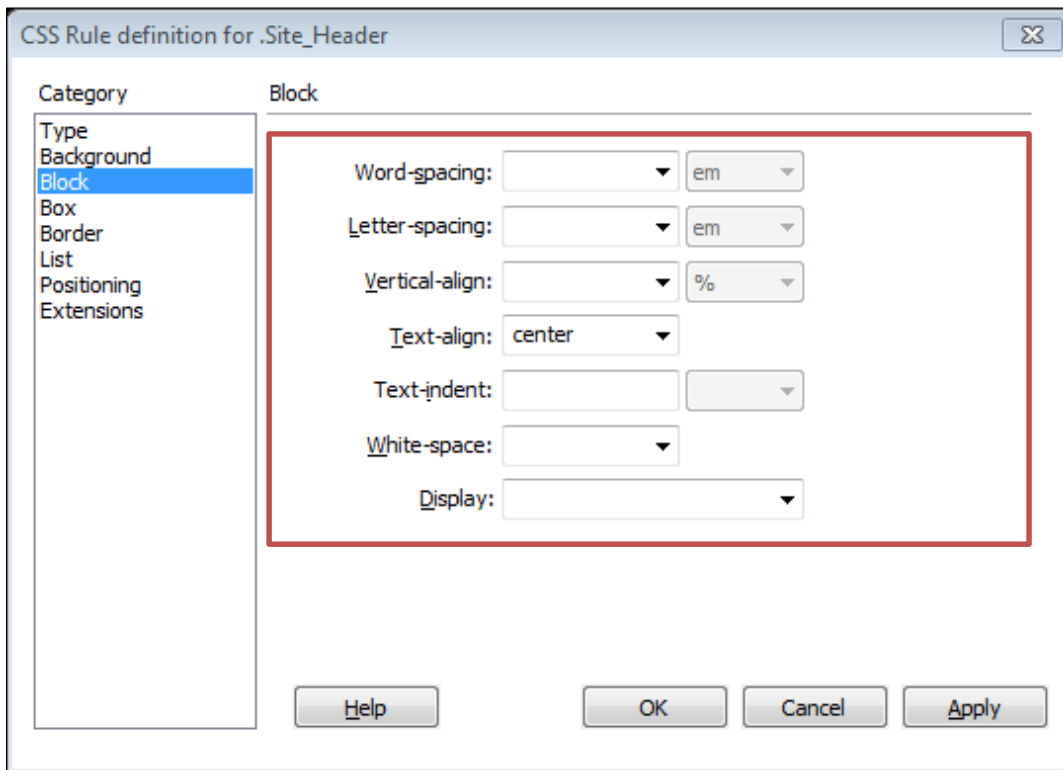 CSS Rule definition for .Site_Header
Category
Type
Background
Block
Box
Border
List
Positioning
Extensions
Block
Word-spacing: em
Letter-spacing: em
Vertical-align: %
Text-align: center
Text-indent:
White-space:
Display:
Help OK Cancel Apply